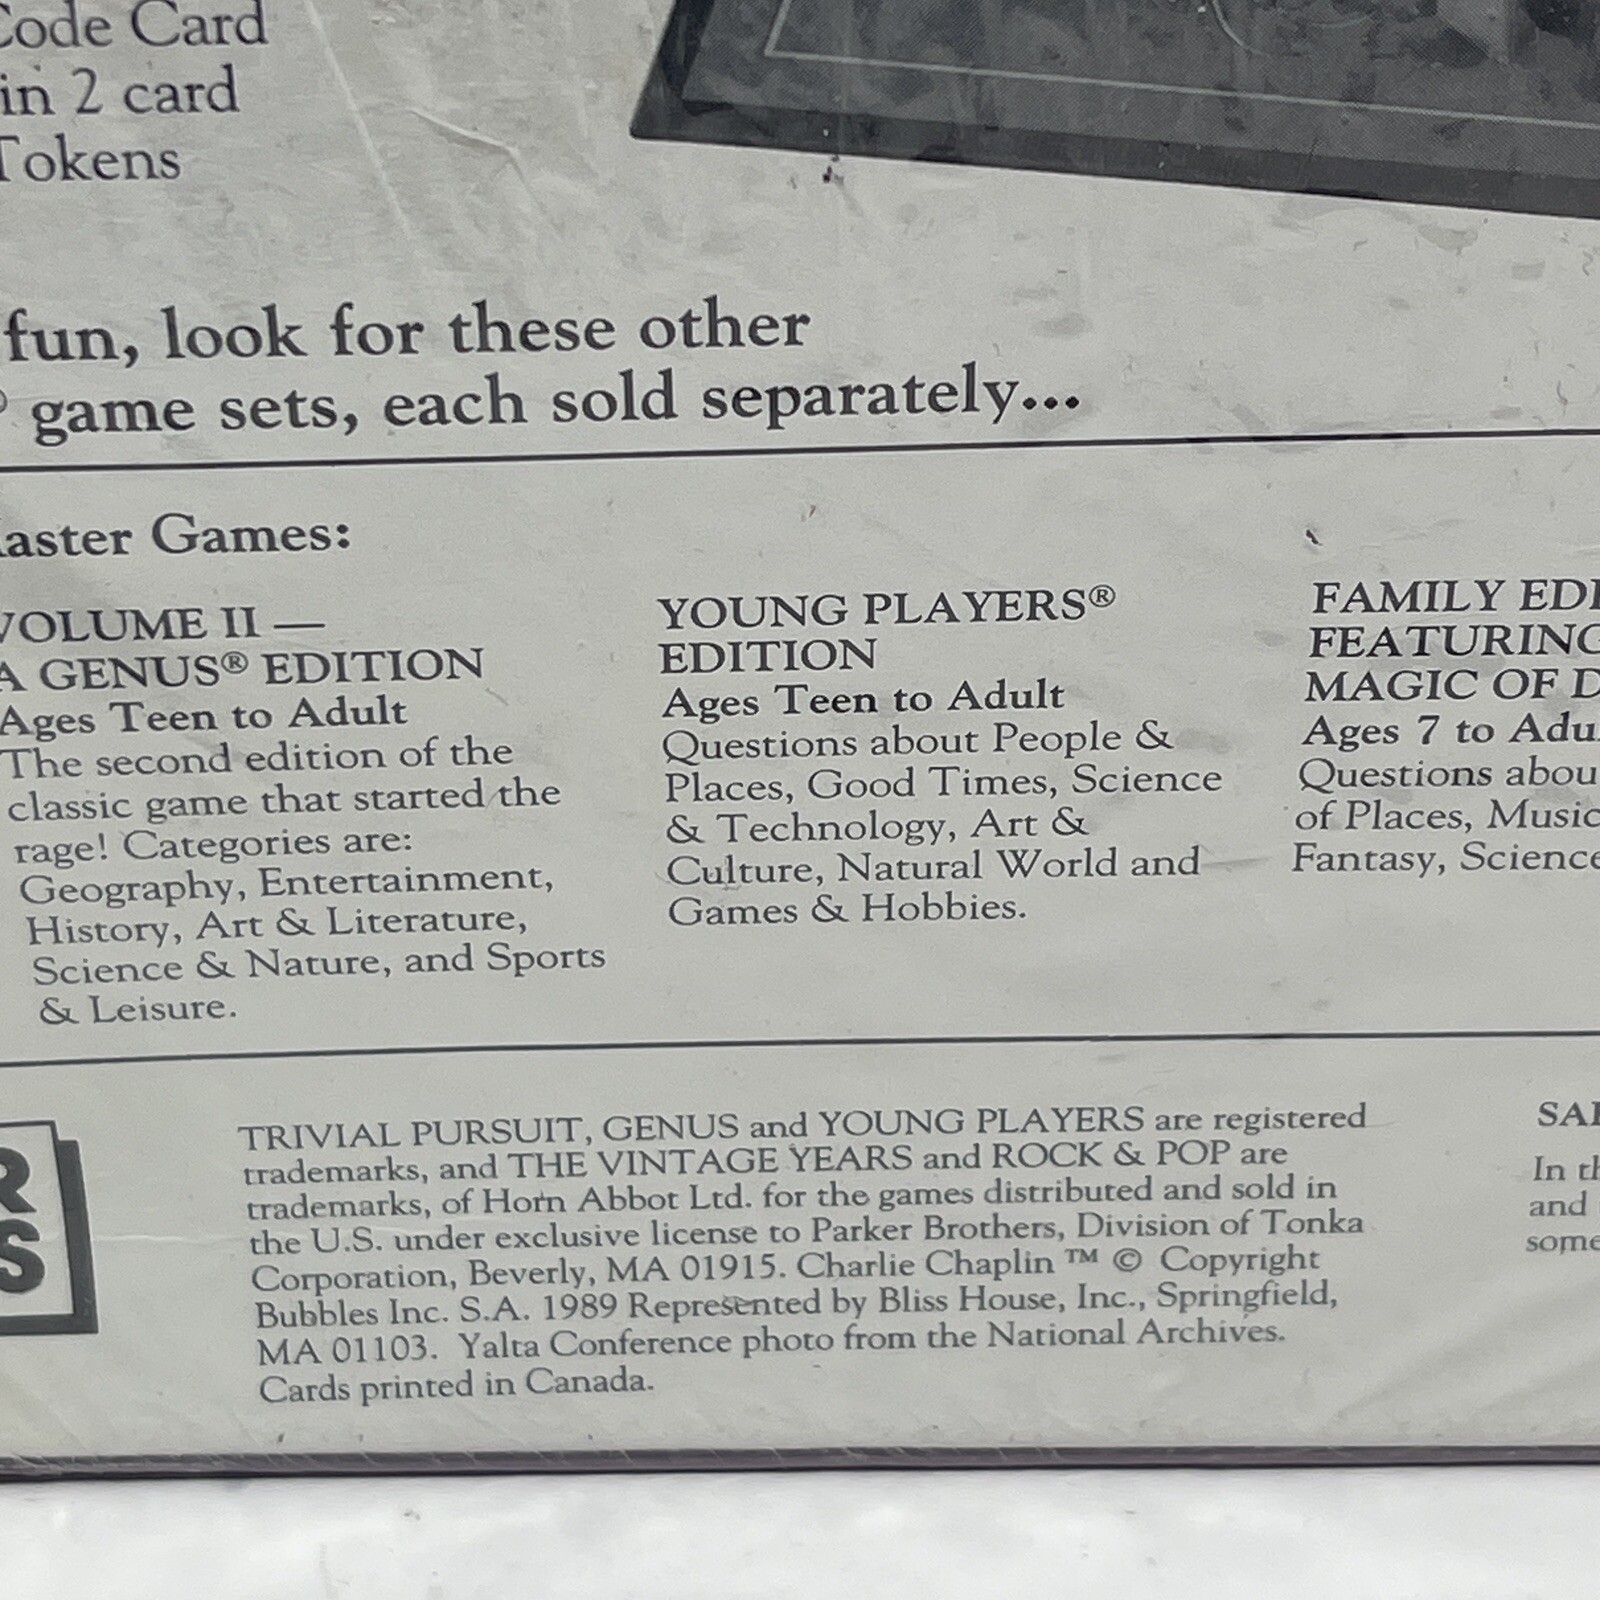 Code Card
in 2 card
Tokens
fun, look for these other
game sets, each sold separately...
Games:
VOLUME II —
A GENUS® EDITION
Ages Teen to Adult
The second edition of the
classic game that started the
rage! Categories are:
Geography, Entertainment,
History, Art & Literature,
Science & Nature, and Sports
& Leisure.
YOUNG PLAYERS®
EDITION
Ages Teen to Adult
Questions about People &
Places, Good Times, Science
& Technology, Art &
Culture, Natural World and
Games & Hobbies.
FAMILY
FEATURING
MAGIC OF
Ages 7 to
Questions
of Places, Music
Fantasy, Science
TRIVIAL PURSUIT, GENUS and YOUNG PLAYERS are registered
trademarks, and THE VINTAGE YEARS and ROCK & POP are
trademarks, of Horn Abbot Ltd. for the games distributed and sold in
the U.S. under exclusive license to Parker Brothers, Division of Tonka
Corporation, Beverly, MA 01915. Charlie Chaplin ™ © Copyright
Bubbles Inc. S.A. 1989 Represented by Bliss House, Inc., Springfield,
MA 01103. Yalta Conference photo from the National Archives.
Cards printed in Canada.
In
and